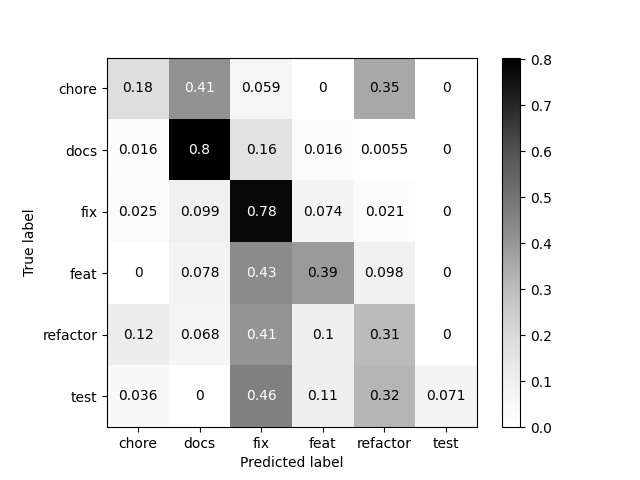 chore 0.18 0.41 0.059 0 0.35 0
docs 0.016 0.8 0.16 0.016 0.0055 0
fix 0.025 0.099 0.78 0.074 0.021 0
feat 0 0.078 0.43 0.39 0.098 0
refactor 0.12 0.068 0.41 0.1 0.31 0
test 0.036 0 0.46 0.11 0.32 0.071
chore docs fix feat refactor test
Predicted label
True label
0.8
0.7
0.6
0.5
0.4
0.3
0.2
0.1
0.0